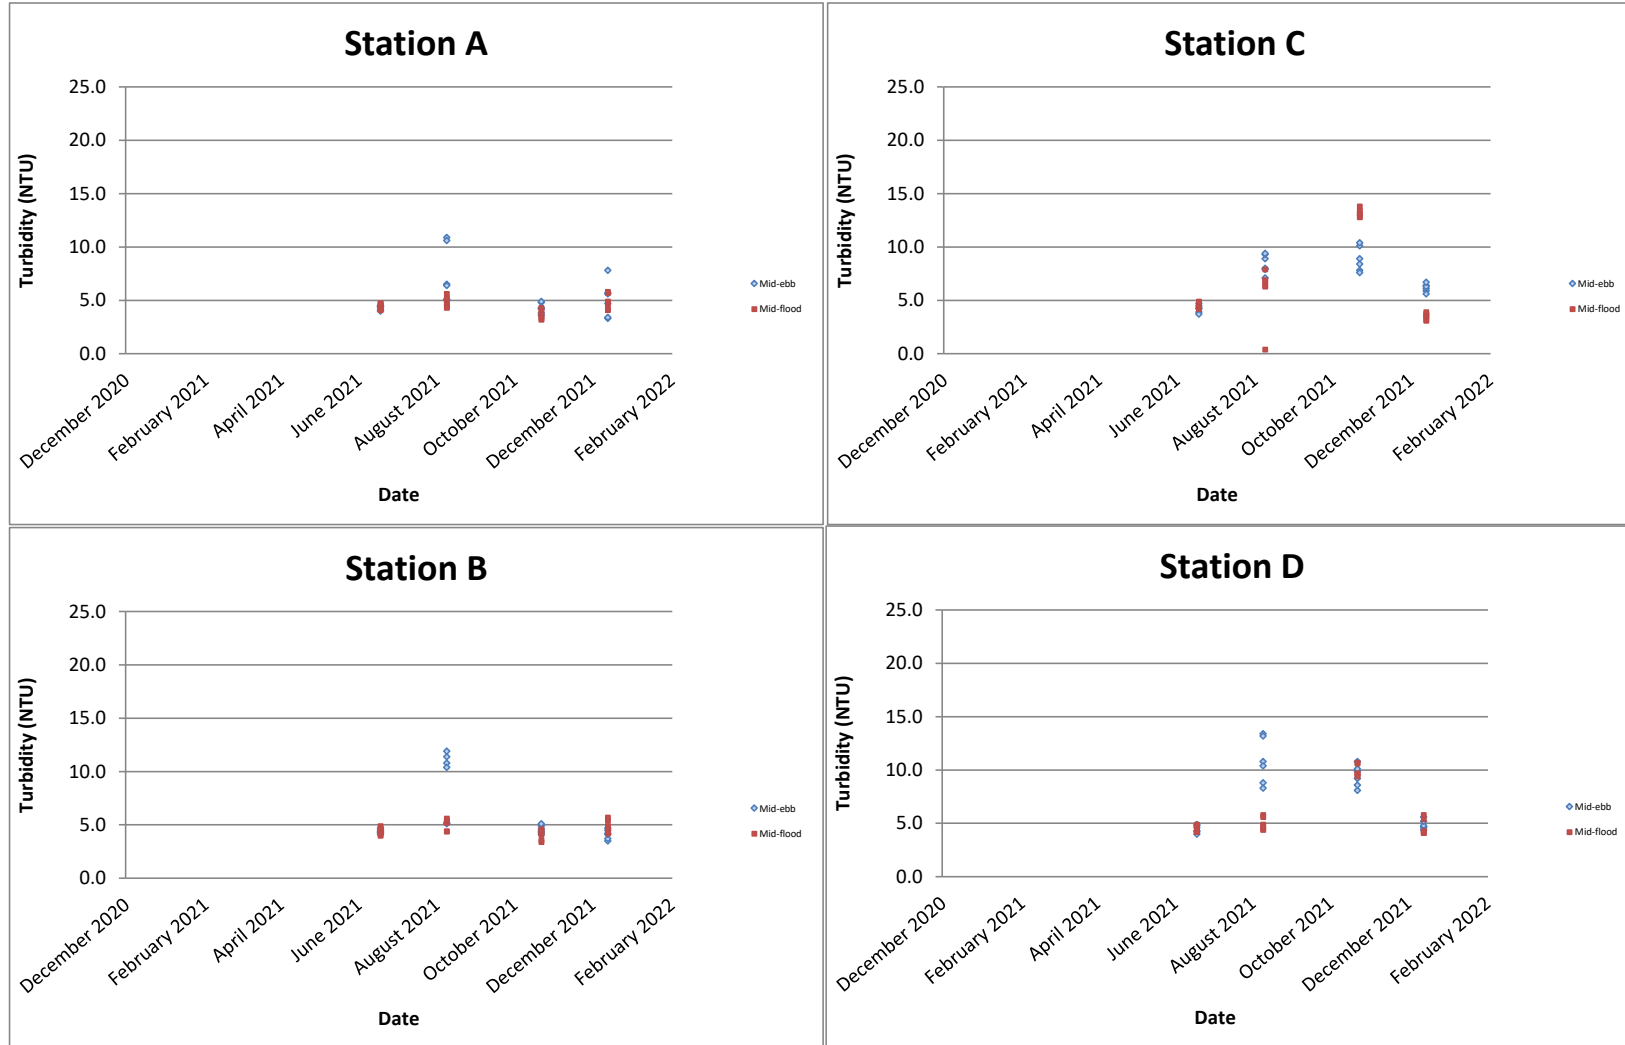 Station A
25.0
20.0
15.0
10.0
5.0
0.0
Turbidity (NTU)
December 2020
February 2021
April 2021
June 2021
August 2021
October 2021
December 2021
February 2022
Date
Mid-ebb
Mid-flood
Station C
25.0
20.0
15.0
10.0
5.0
0.0
Turbidity (NTU)
December 2020
February 2021
April 2021
June 2021
August 2021
October 2021
December 2021
February 2022
Date
Mid-ebb
Mid-flood
Station B
25.0
20.0
15.0
10.0
5.0
0.0
Turbidity (NTU)
December 2020
February 2021
April 2021
June 2021
August 2021
October 2021
December 2021
February 2022
Date
Mid-ebb
Mid-flood
Station D
25.0
20.0
15.0
10.0
5.0
0.0
Turbidity (NTU)
December 2020
February 2021
April 2021
June 2021
August 2021
October 2021
December 2021
February 2022
Date
Mid-ebb
Mid-flood